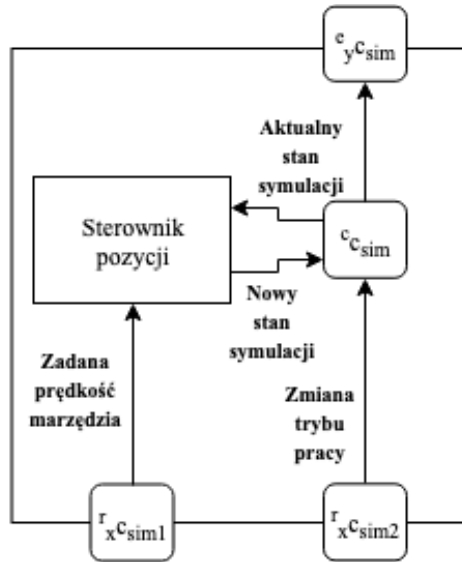 e y c sim
Aktualny
stan
symulacji
Sterownik
pozycji
c c sim
Nowy
stan
symulacji
Zadana
prędkość
marzędzia
Zmiana
trybu
pracy
r x c sim1
r x c sim2